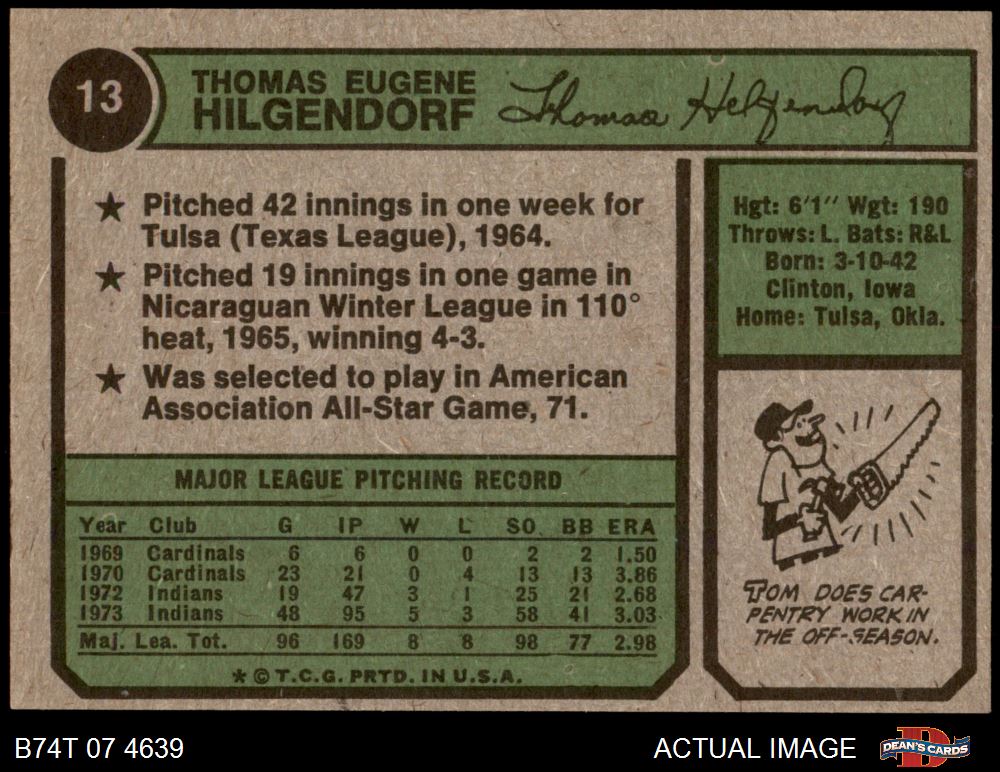 13
THOMAS EUGENE
HILGENDORF
Thomas Hilgendorf
★ Pitched 42 innings in one week for
Tulsa (Texas League), 1964.
★ Pitched 19 innings in one game in
Nicaraguan Winter League in 110°
heat, 1965, winning 4-3.
★ Was selected to play in American
Association All-Star Game, 71.
Hgt: 6'1" Wgt: 190
Throws: L. Bats: R&L
Born: 3-10-42
Clinton, Iowa
Home: Tulsa, Okla.
MAJOR LEAGUE PITCHING RECORD
Year Club G IP W L SO BB ERA
1969 Cardinals 6 6 0 0 2 2 1.50
1970 Cardinals 23 21 0 4 13 13 3.86
1972 Indians 19 47 3 1 25 21 2.68
1973 Indians 48 95 5 3 58 41 3.03
Maj. Lea. Tot. 96 169 8 8 98 77 2.98
* © T.C.G. PRTD. IN U.S.A.
TOM DOES CAR-
PENTRY WORK IN
THE OFF-SEASON.
B74T 07 4639
ACTUAL IMAGE
D
DEAN'S CARDS